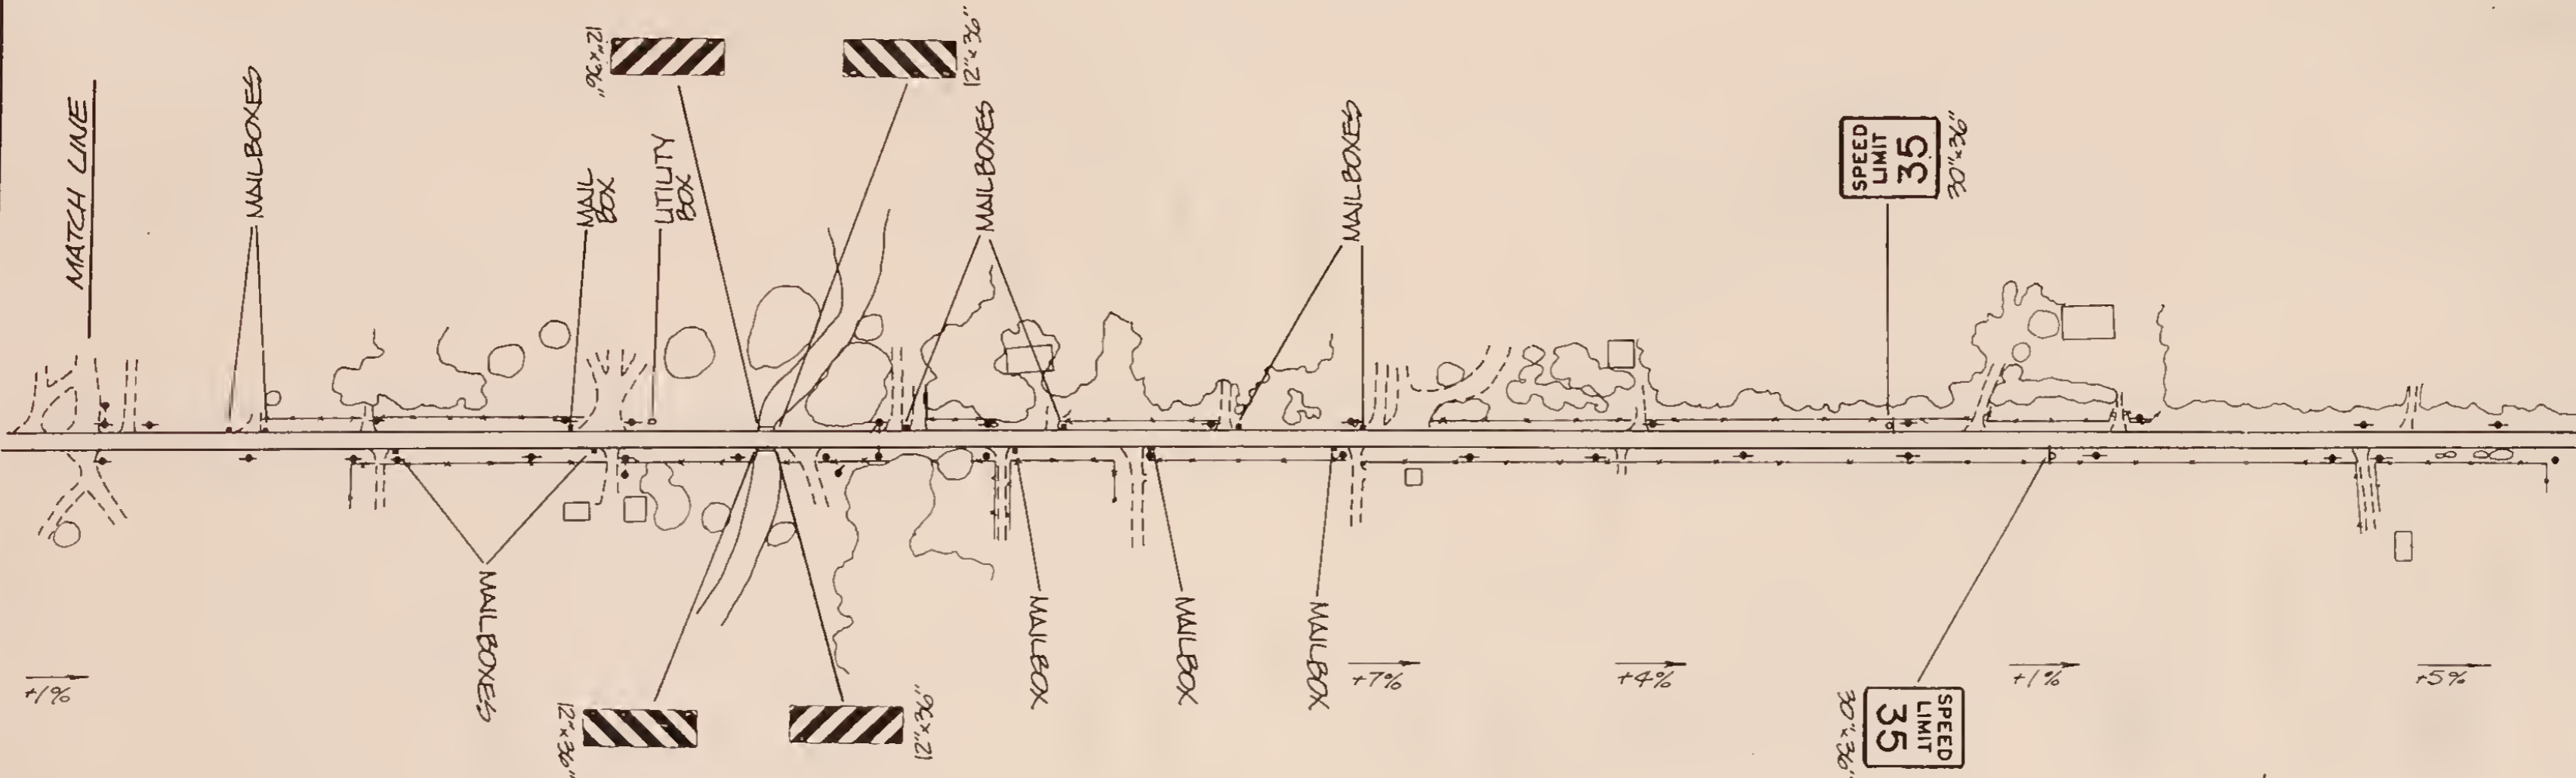 MATCH LINE
MAILBOXES
MAIL
BOX
UTILITY
BOX
12"x36"
12"x36"
MAILBOXES
MAILBOXES
SPEED
LIMIT
35
30"x36"
+1%
MAILBOXES
12"x36"
12"x36"
MAILBOX
MAILBOX
MAILBOX
+7%
+4%
+1%
+5%
30"x36"
SPEED
LIMIT
35